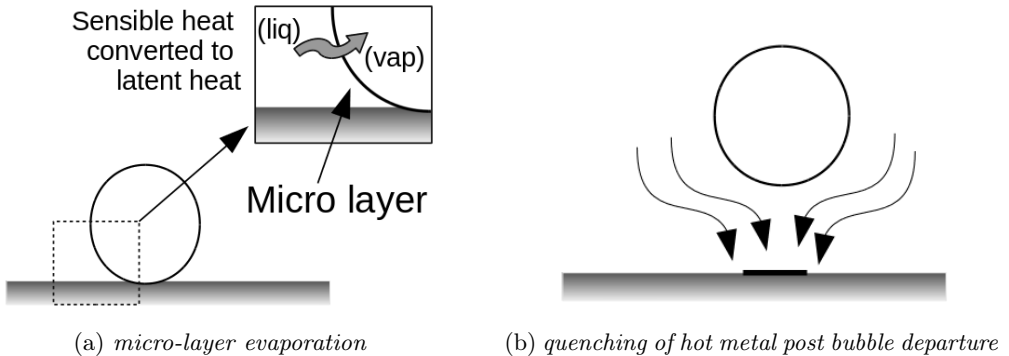 Sensible heat
converted to
latent heat
(liq)
(vap)
Micro layer
(a) micro-layer evaporation
(b) quenching of hot metal post bubble departure